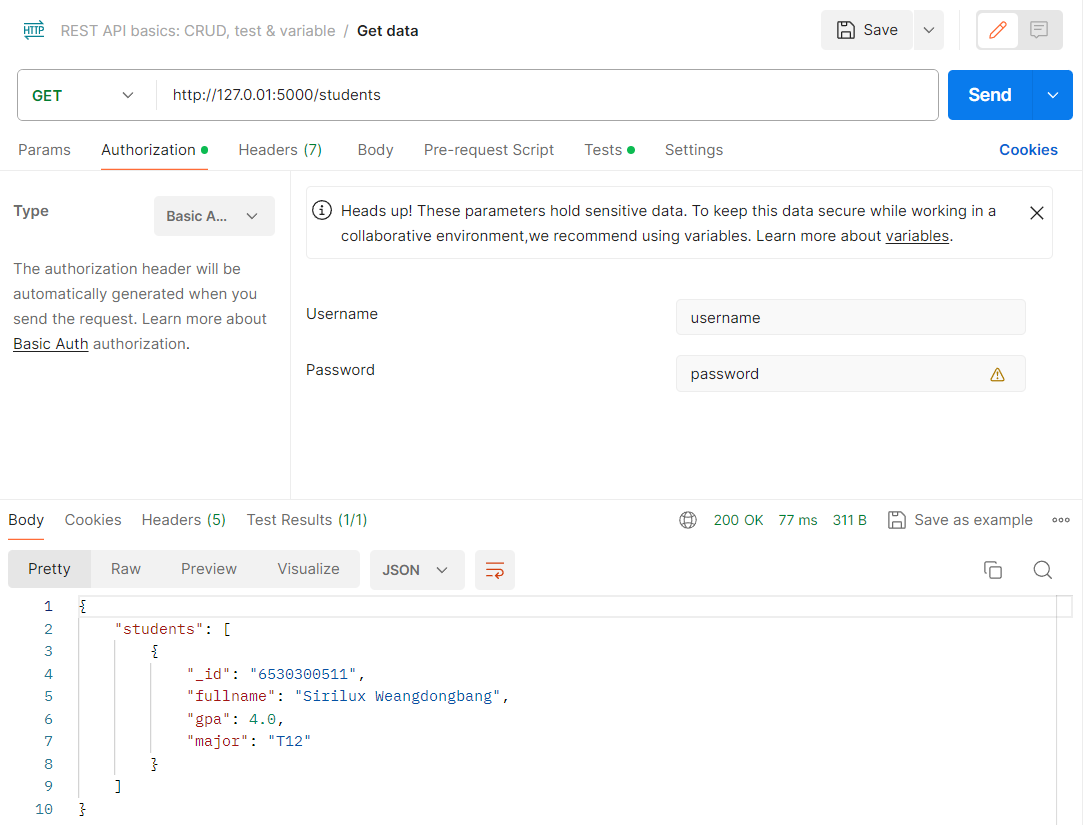 HTTP REST API basics: CRUD, test & variable / Get data Save
GET http://127.0.01:5000/students Send
Params Authorization Headers (7) Body Pre-request Script Tests Settings Cookies
Type Basic A...
The authorization header will be
automatically generated when you
send the request. Learn more about
Basic Auth authorization.
Heads up! These parameters hold sensitive data. To keep this data secure while working in a
collaborative environment,we recommend using variables. Learn more about variables.
Username username
Password password
Body Cookies Headers (5) Test Results (1/1) 200 OK 77 ms 311 B Save as example
Pretty Raw Preview Visualize JSON
1 {
2 "students": [
3 {
4 "_id": "6530300511",
5 "fullname": "Sirilux Weangdongbang",
6 "gpa": 4.0,
7 "major": "T12"
8 }
9 ]
10 }